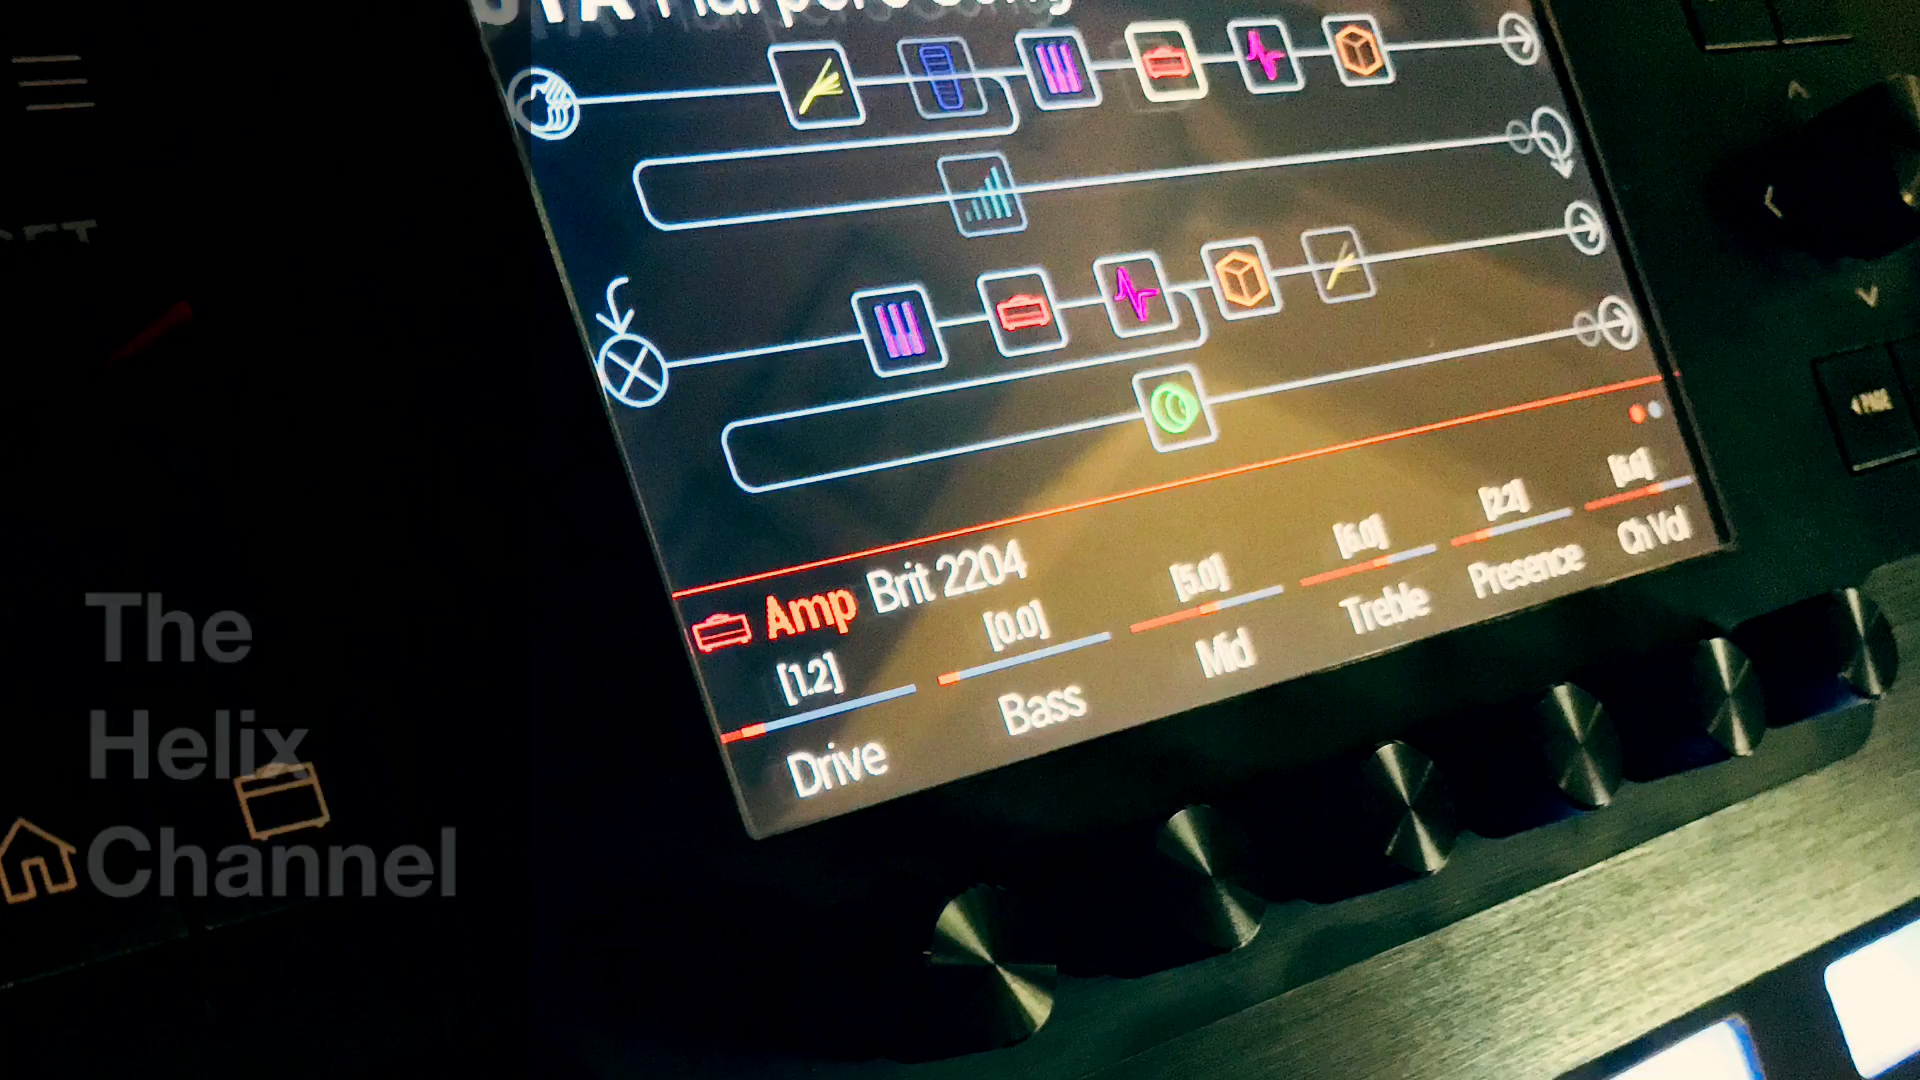 Amp Brit 2204
[1.2] [0.0] [5.0] [6.0] [2.2]
Drive Bass Mid Treble Presence Ch Vol
PAGE
The
Helix
Channel